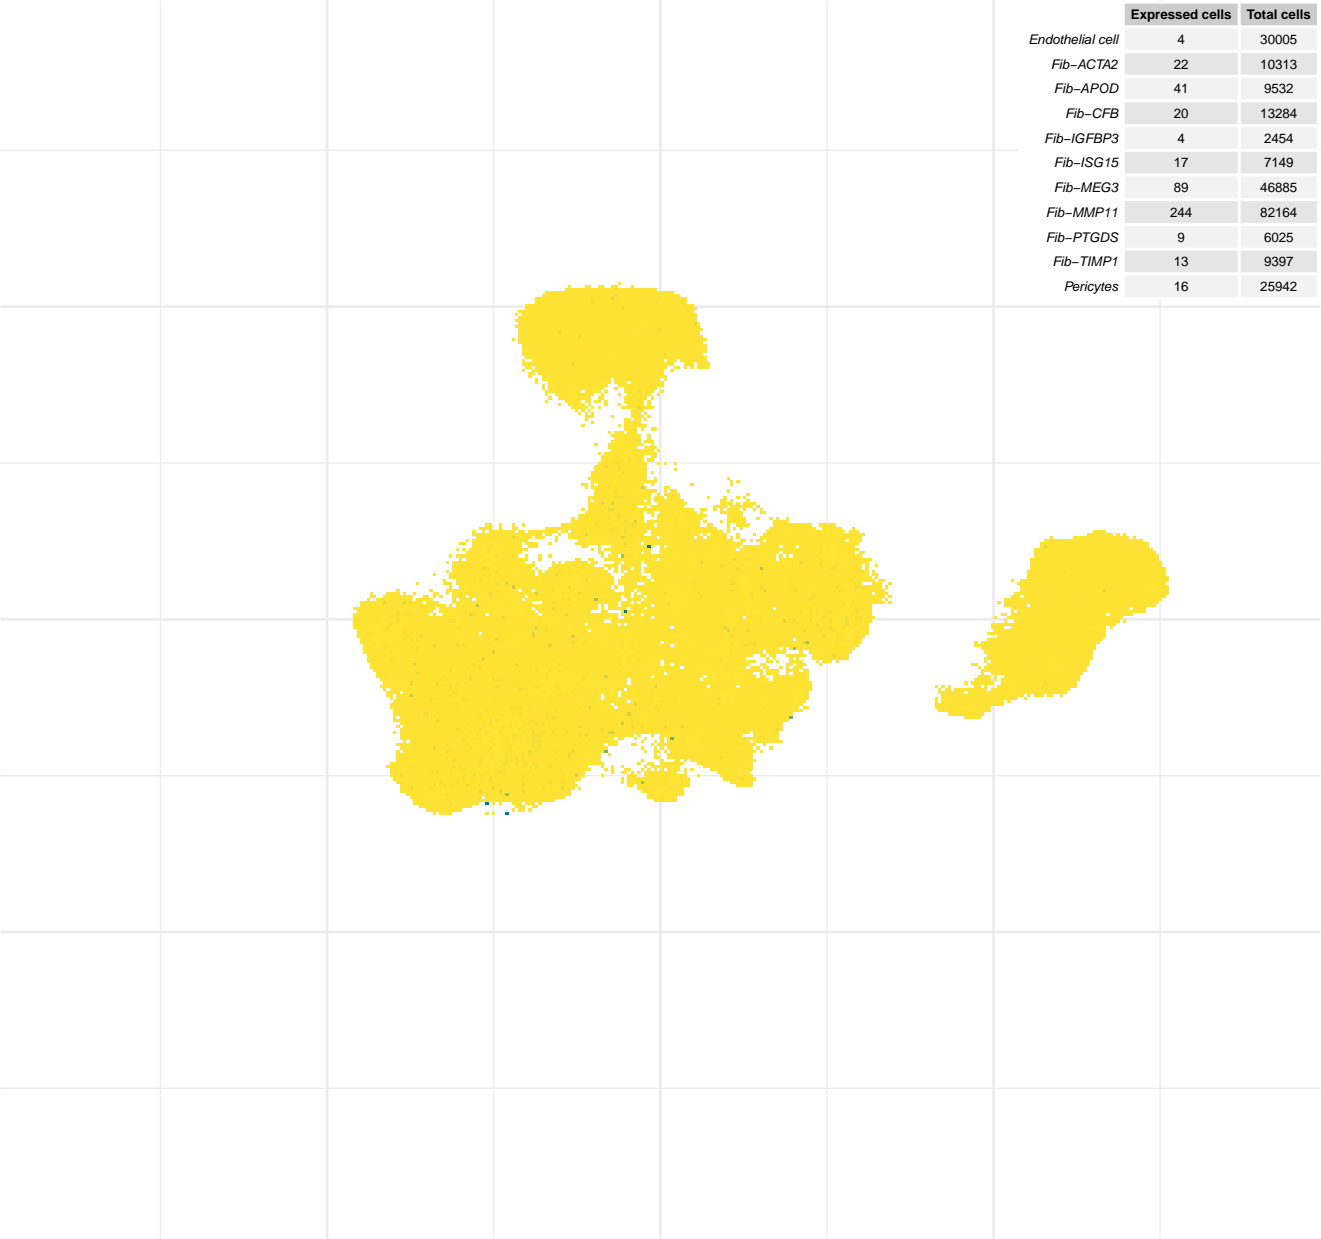 Expressed cells Total cells
Endothelial cell 4 30005
Fib−ACTA2 22 10313
Fib−APOD 41 9532
Fib−CFB 20 13284
Fib−IGFBP3 4 2454
Fib−ISG15 17 7149
Fib−MEG3 89 46885
Fib−MMP11 244 82164
Fib−PTGDS 9 6025
Fib−TIMP1 13 9397
Pericytes 16 25942